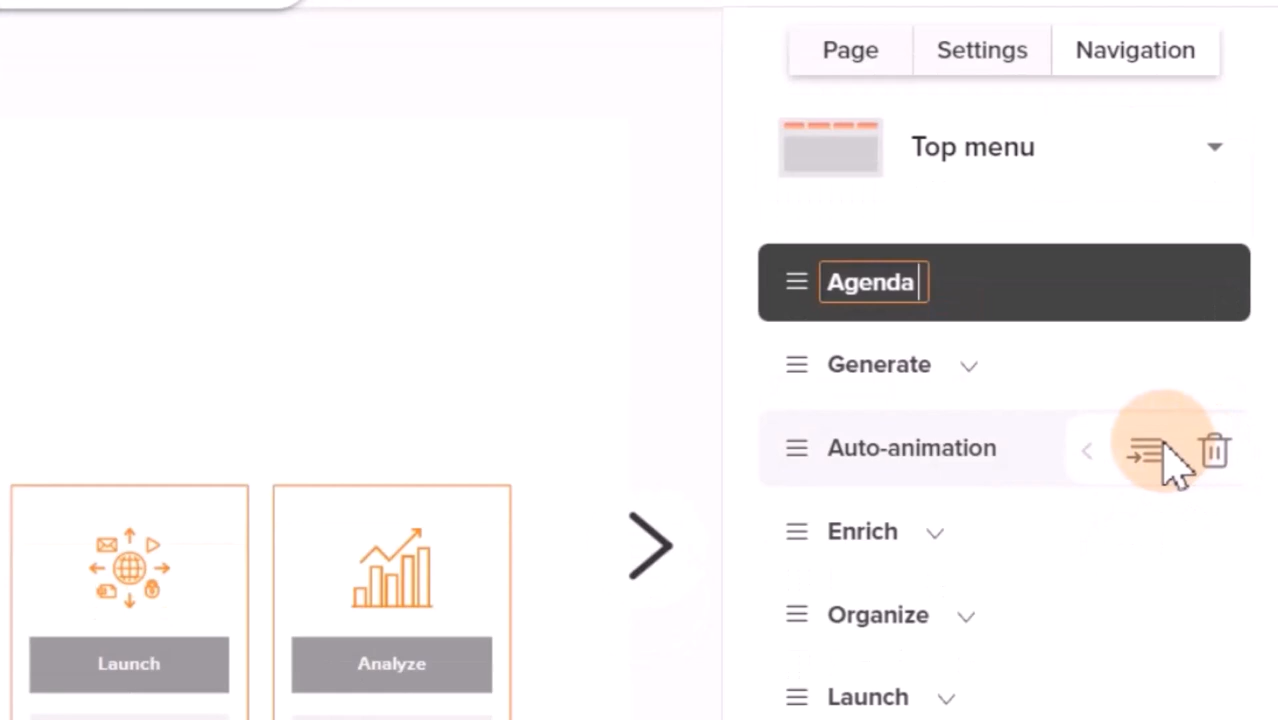 Page
Settings
Navigation
Top menu
Agenda
Generate
Auto-animation
Enrich
Organize
Launch
Launch
Analyze